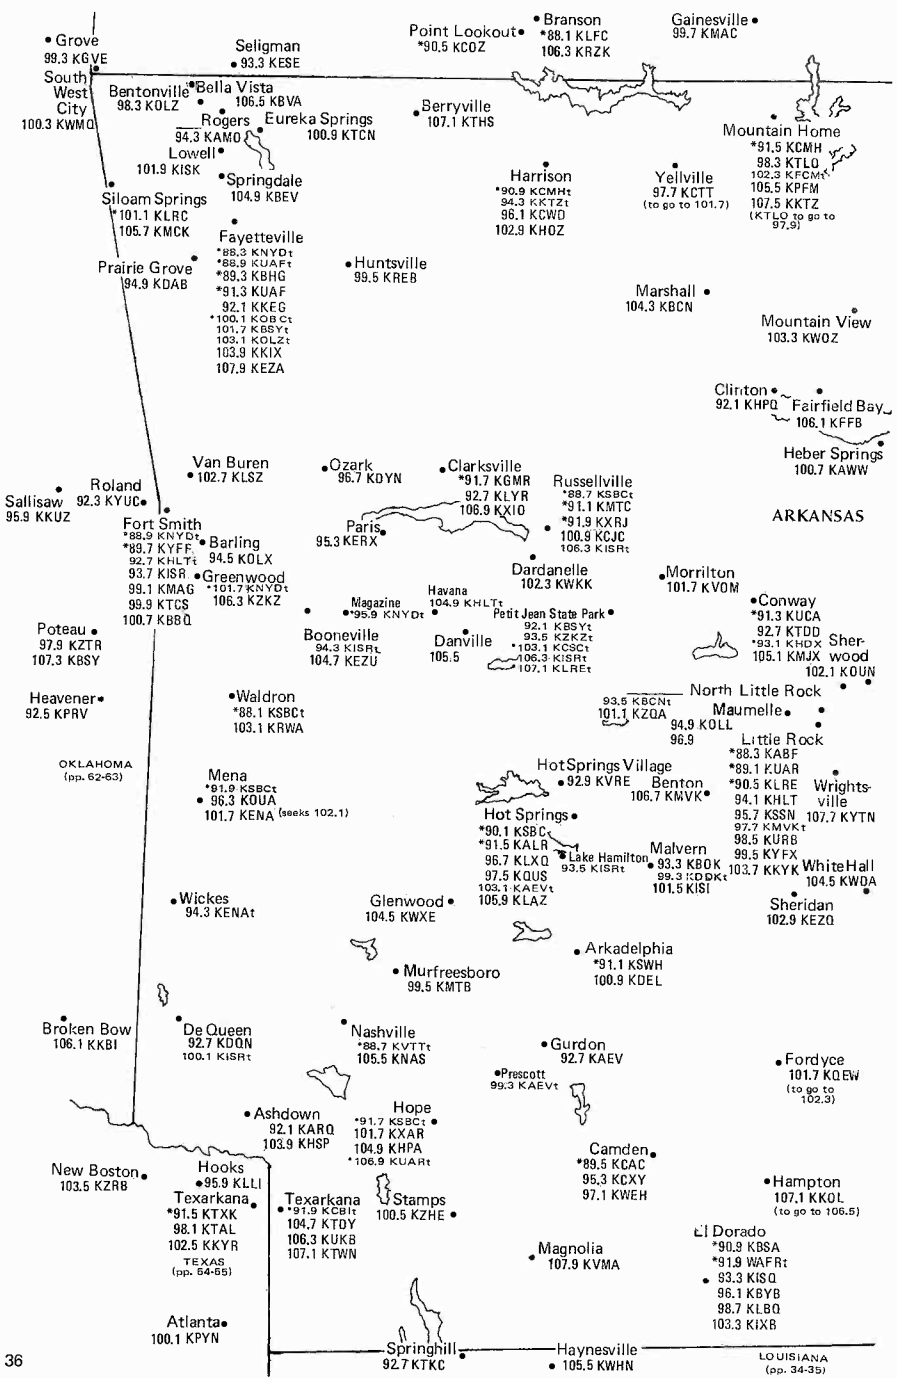 Grove
99.3 KGVE
Seligman
93.3 KESE
Point Lookout
*90.5 KCOZ
Branson
*88.1 KLFC
106.3 KRZK
Gainesville
99.7 KMAC
South
West
City
100.3 KWMQ
Bentonville
98.3 KOLZ
Bella Vista
106.5 KBVA
Rogers
94.3 KAMO
Eureka Springs
100.9 KTCN
Berryville
107.1 KTHS
Lowell
101.9 KISK
Springdale
104.9 KBEV
Siloam Springs
*101.1 KLRC
105.7 KMCK
Harrison
*90.9 KCMHt
94.3 KKTZt
96.1 KCWD
102.9 KHOZ
Yellville
97.7 KCTT
(to go to 101.7)
Mountain Home
*91.5 KCMH
98.3 KTLO
102.3 KFCMt
105.5 KPFM
107.5 KKTZ
(KTLO to go to
97.9)
Fayetteville
*88.3 KNYDt
*88.9 KUAFt
*89.3 KBHG
*91.3 KUAF
92.1 KKEG
*100.1 KOBCt
101.7 KBSYt
103.1 KOLZt
103.9 KKIX
107.9 KEZA
Prairie Grove
94.9 KDAB
Huntsville
99.5 KREB
Marshall
104.3 KBCN
Mountain View
103.3 KWOZ
Clinton
92.1 KHPQ
Fairfield Bay
106.1 KFFB
Heber Springs
100.7 KAWW
ARKANSAS
Sallisaw
95.9 KKUZ
Roland
92.3 KYUC
Van Buren
102.7 KLSZ
Ozark
96.7 KDYN
Clarksville
*91.7 KGMR
92.7 KLYR
106.9 KXIO
Russellville
*88.7 KSBCt
*91.1 KMTC
*91.9 KXRJ
100.9 KCJC
106.3 KISRt
Paris
95.3 KERX
Fort Smith
*88.9 KNYDt
*89.7 KYFF
92.7 KHLTt
93.7 KISR
99.1 KMAG
99.9 KTCS
100.7 KBBQ
Barling
94.5 KOLX
Greenwood
*101.7 KNYDt
106.3 KZKZ
Dardanelle
102.3 KWKK
Morrilton
101.7 KVOM
Magazine
*95.9 KNYDt
Havana
104.9 KHLTt
Petit Jean State Park
92.1 KBSYt
93.5 KZKZt
*103.1 KCSCt
106.3 KISRt
107.1 KLREt
Conway
*91.3 KUCA
92.7 KTDD
*93.1 KHDX
105.1 KMJX
Sher-
wood
102.1 KOUN
Poteau
97.9 KZTR
107.3 KBSY
Booneville
94.3 KISRt
104.7 KEZU
Danville
105.5
Heavener
92.5 KPRV
Waldron
*88.1 KSBCt
103.1 KRWA
North Little Rock
93.5 KBCNt
101.1 KZQA
Maumelle
94.9 KOLL
96.9
Little Rock
*88.3 KABF
*89.1 KUAR
*90.5 KLRE
94.1 KHLT
95.7 KSSN
97.7 KMVKt
98.5 KURB
99.5 KYFX
103.7 KKYK
Wrights-
ville
107.7 KYTN
OKLAHOMA
(pp. 62-63)
Mena
*91.9 KSBCt
96.3 KOUA
101.7 KENA (seeks 102.1)
Hot Springs Village
92.9 KVRE
Benton
106.7 KMVK
Hot Springs
*90.1 KSBC
*91.5 KALR
96.7 KLXQ
97.5 KQUS
103.1 KAEVt
105.9 KLAZ
Lake Hamilton
93.5 KISRt
Malvern
93.3 KBOK
99.3 KDDKt
101.5 KISI
White Hall
104.5 KWDA
Sheridan
102.9 KEZQ
Wickes
94.3 KENAt
Glenwood
104.5 KWXE
Arkadelphia
*91.1 KSWH
100.9 KDEL
Murfreesboro
99.5 KMTB
Broken Bow
106.1 KKBI
De Queen
92.7 KDQN
100.1 KISRt
Nashville
*88.7 KVTTt
105.5 KNAS
Gurdon
92.7 KAEV
Prescott
99.3 KAEVt
Fordyce
101.7 KQEW
(to go to
102.3)
Ashdown
92.1 KARQ
103.9 KHSP
Hope
*91.7 KSBCt
101.7 KXAR
104.9 KHPA
*106.9 KUARt
Camden
*89.5 KCAC
95.3 KCXY
97.1 KWEH
New Boston
103.5 KZRB
Hooks
95.9 KLLI
Texarkana
*91.5 KTXK
98.1 KTAL
102.5 KKYR
TEXAS
(pp. 54-55)
Texarkana
*91.9 KCBIt
104.7 KTOY
106.3 KUKB
107.1 KTWN
Stamps
100.5 KZHE
Hampton
107.1 KKOL
(to go to 106.5)
El Dorado
*90.9 KBSA
*91.9 WAFRt
93.3 KISQ
96.1 KBYB
98.7 KLBQ
103.3 KIXB
Magnolia
107.9 KVMA
Atlanta
100.1 KPYN
Springhill
92.7 KTKC
Haynesville
105.5 KWHN
LOUISIANA
(pp. 34-35)
36